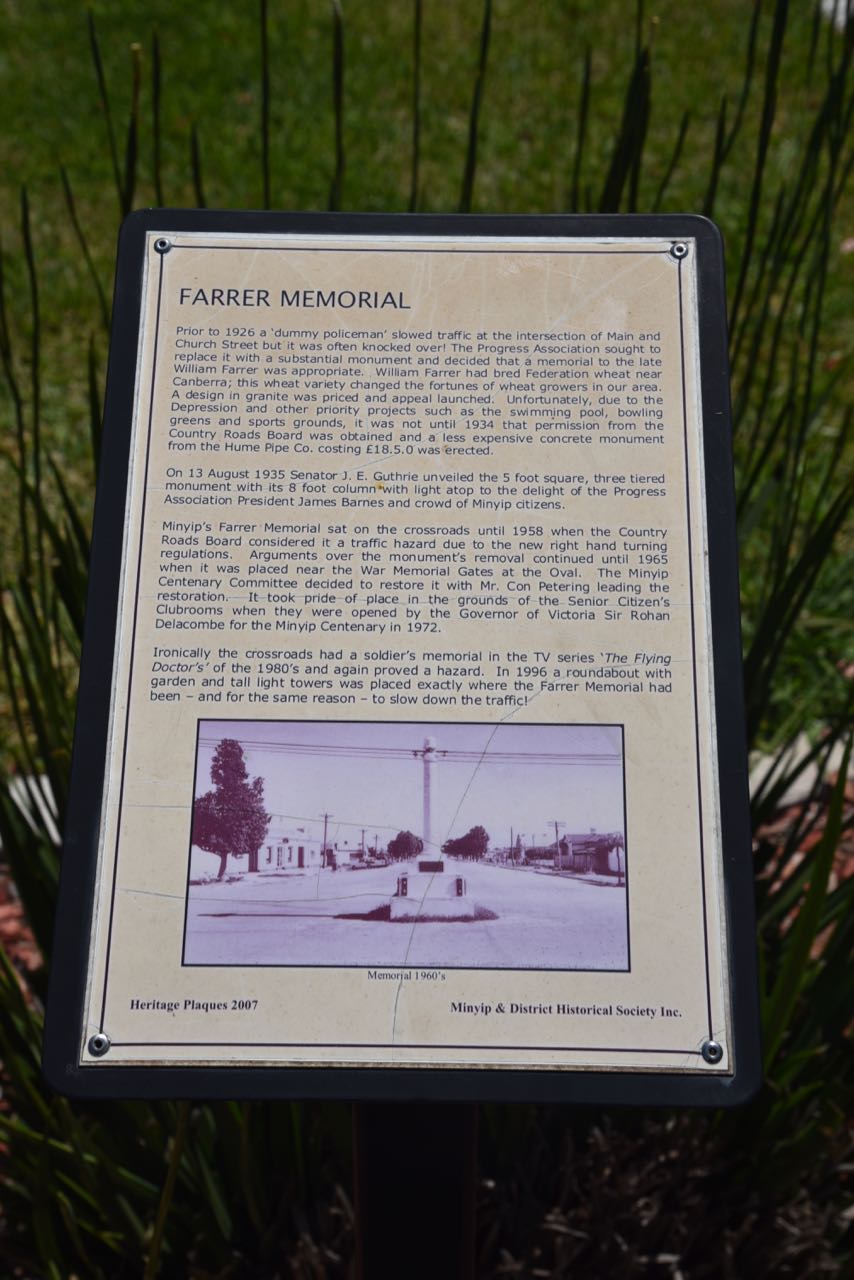 FARRER MEMORIAL
Prior to 1926 a ‘dummy policeman’ slowed traffic at the intersection of Main and
Church Street but it was often knocked over! The Progress Association sought to
replace it with a substantial monument and decided that a memorial to the late
William Farrer was appropriate. William Farrer had bred Federation wheat near
Canberra; this wheat variety changed the fortunes of wheat growers in our area.
A design in granite was priced and appeal launched. Unfortunately, due to the
Depression and other priority projects such as the swimming pool, bowling
greens and sports grounds, it was not until 1934 that permission from the
Country Roads Board was obtained and a less expensive concrete monument
from the Hume Pipe Co. costing £18.5.0 was erected.
On 13 August 1935 Senator J. E. Guthrie unveiled the 5 foot square, three tiered
monument with its 8 foot column with light atop to the delight of the Progress
Association President James Barnes and crowd of Minyip citizens.
Minyip’s Farrer Memorial sat on the crossroads until 1958 when the Country
Roads Board considered it a traffic hazard due to the new right hand turning
regulations. Arguments over the monument’s removal continued until 1965
when it was placed near the War Memorial Gates at the Oval. The Minyip
Centenary Committee decided to restore it with Mr. Con Petering leading the
restoration. It took pride of place in the grounds of the Senior Citizen’s
Clubrooms when they were opened by the Governor of Victoria Sir Rohan
Delacombe for the Minyip Centenary in 1972.
Ironically the crossroads had a soldier’s memorial in the TV series ‘The Flying
Doctor’s’ of the 1980’s and again proved a hazard. In 1996 a roundabout with
garden and tall light towers was placed exactly where the Farrer Memorial had
been – and for the same reason – to slow down the traffic!
Memorial 1960’s
Heritage Plaques 2007
Minyip & District Historical Society Inc.